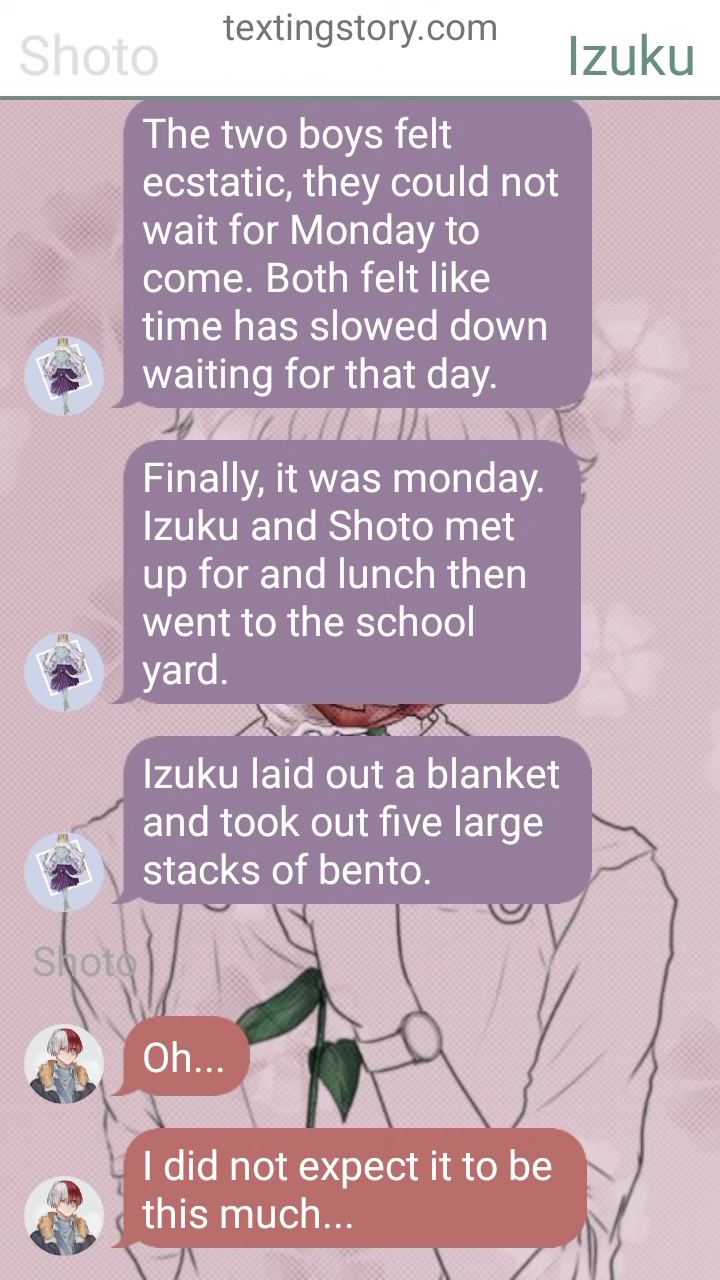 textingstory.com
Shoto
Izuku
The two boys felt
ecstatic, they could not
wait for Monday to
come. Both felt like
time has slowed down
waiting for that day.
Finally, it was monday.
Izuku and Shoto met
up for and lunch then
went to the school
yard.
Izuku laid out a blanket
and took out five large
stacks of bento.
Shoto
Oh...
I did not expect it to be
this much...